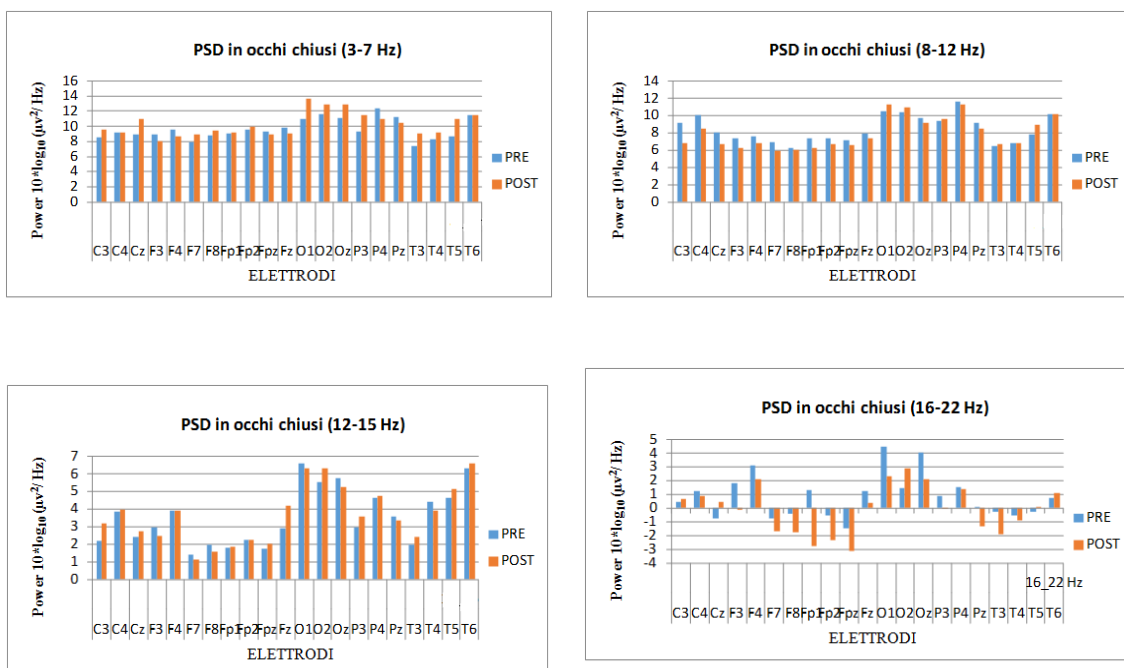 PSD in occhi chiusi (3-7 Hz)
Power 10*log₁₀ (µv²/ Hz)
16
14
12
10
8
6
4
2
0
C3 C4 Cz F3 F4 F7 F8 Fp1 Fp2 Fpz Fz O1 O2 Oz P3 P4 Pz T3 T4 T5 T6
ELETTRODI
PRE
POST
PSD in occhi chiusi (8-12 Hz)
Power 10*log₁₀ (µv²/ Hz)
14
12
10
8
6
4
2
0
C3 C4 Cz F3 F4 F7 F8 Fp1 Fp2 Fpz Fz O1 O2 Oz P3 P4 Pz T3 T4 T5 T6
ELETTRODI
PRE
POST
PSD in occhi chiusi (12-15 Hz)
Power 10*log₁₀ (µv²/ Hz)
7
6
5
4
3
2
1
0
C3 C4 Cz F3 F4 F7 F8 Fp1 Fp2 Fpz Fz O1 O2 Oz P3 P4 Pz T3 T4 T5 T6
ELETTRODI
PRE
POST
PSD in occhi chiusi (16-22 Hz)
Power 10*log₁₀ (µv²/ Hz)
5
4
3
2
1
0
-1
-2
-3
-4
16_22 Hz
C3 C4 Cz F3 F4 F7 F8 Fp1 Fp2 Fpz Fz O1 O2 Oz P3 P4 Pz T3 T4 T5 T6
ELETTRODI
PRE
POST